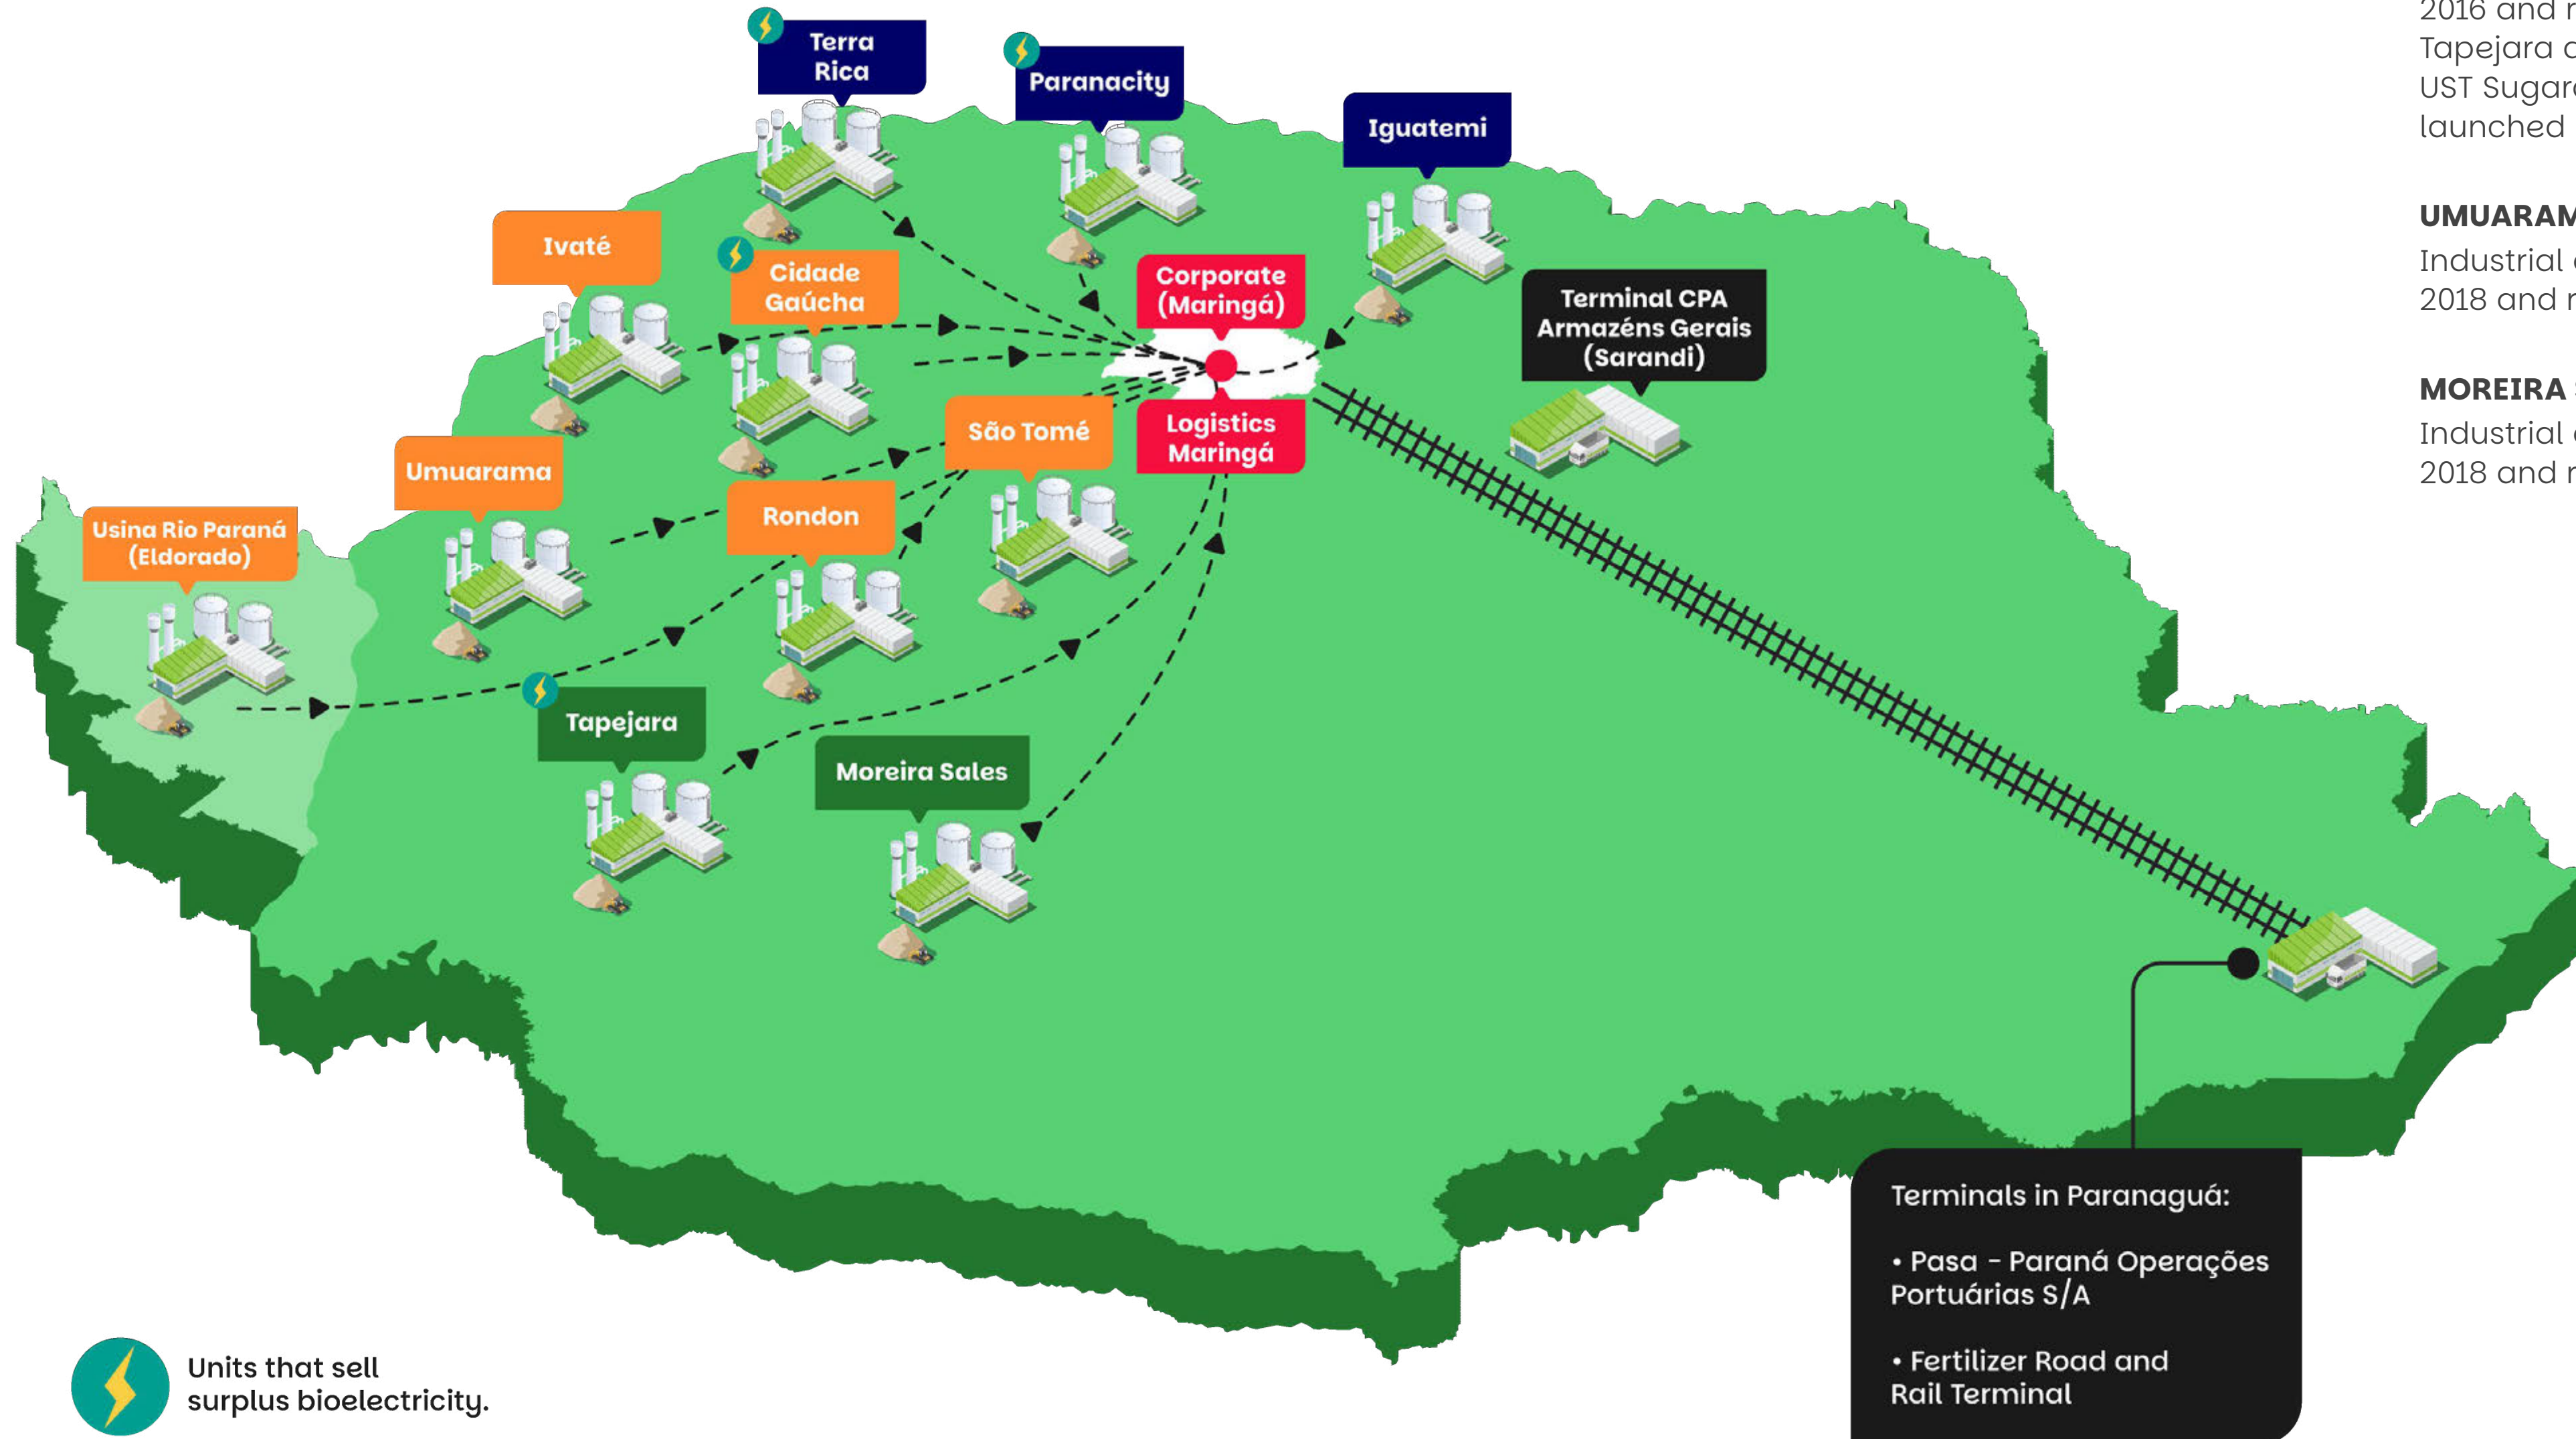 Terra
Rica
Paranacity
Iguatemi
Ivaté
Cidade
Gaúcha
Corporate
(Maringá)
Terminal CPA
Armazéns Gerais
(Sarandi)
São Tomé
Logistics
Maringá
Umuarama
Rondon
Usina Rio Paraná
(Eldorado)
Tapejara
Moreira Sales
Terminals in Paranaguá:
• Pasa - Paraná Operações
Portuárias S/A
• Fertilizer Road and
Rail Terminal
Units that sell
surplus bioelectricity.
2016 and
Tapejara
UST
launched
Industrial
2018 and
MOREIRA
Industrial
2018 and